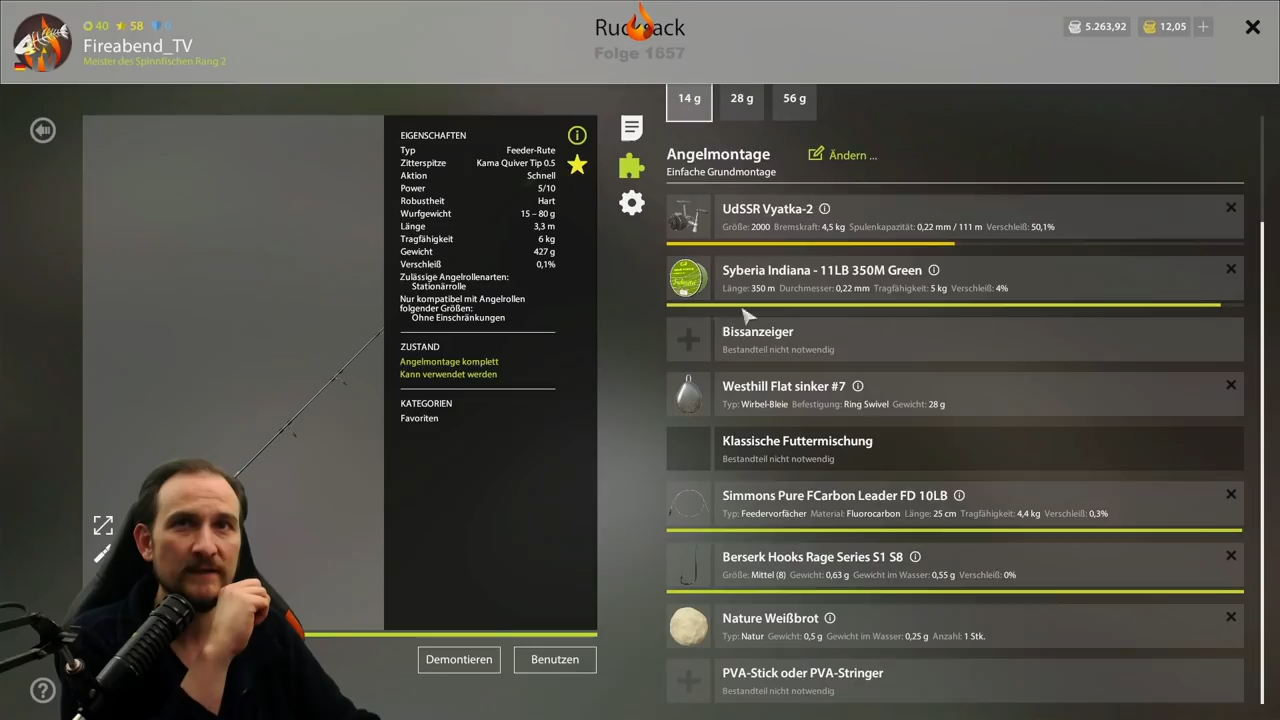 40 58
Fireabend_TV
Meister des Spinnfischen Rang 2
Rucksack
Folge 1657
5.263,92 12,05 +
14 g 28 g 56 g
EIGENSCHAFTEN
Typ Feeder-Rute
Zitterspitze Kama Quiver Tip 0.5
Aktion Schnell
Power 5/10
Robustheit Hart
Wurfgewicht 15 – 80 g
Länge 3,3 m
Tragfähigkeit 6 kg
Gewicht 427 g
Verschleiß 0,1%
Zulässige Angelrollenarten:
Stationärrolle
Nur kompatibel mit Angelrollen
folgender Größen:
Ohne Einschränkungen
ZUSTAND
Angelmontage komplett
Kann verwendet werden
KATEGORIEN
Favoriten
Demontieren Benutzen
Angelmontage Ändern ...
Einfache Grundmontage
UdSSR Vyatka-2
Größe: 2000 Bremskraft: 4,5 kg Spulenkapazität: 0,22 mm / 111 m Verschleiß: 50,1%
Syberia Indiana - 11LB 350M Green
Länge: 350 m Durchmesser: 0,22 mm Tragfähigkeit: 5 kg Verschleiß: 4%
Bissanzeiger
Bestandteil nicht notwendig
Westhill Flat sinker #7
Typ: Wirbel-Bleie Befestigung: Ring Swivel Gewicht: 28 g
Klassische Futtermischung
Bestandteil nicht notwendig
Simmons Pure FCarbon Leader FD 10LB
Typ: Feedervorfächer Material: Fluorocarbon Länge: 25 cm Tragfähigkeit: 4,4 kg Verschleiß: 0,3%
Berserk Hooks Rage Series S1 S8
Größe: Mittel (8) Gewicht: 0,63 g Gewicht im Wasser: 0,55 g Verschleiß: 0%
Nature Weißbrot
Typ: Natur Gewicht: 0,5 g Gewicht im Wasser: 0,25 g Anzahl: 1 Stk.
PVA-Stick oder PVA-Stringer
Bestandteil nicht notwendig